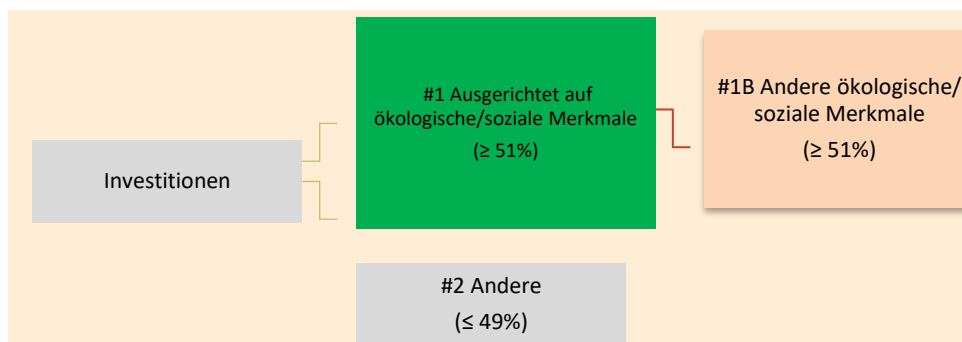 Investitionen
#1 Ausgerichtet auf
ökologische/soziale Merkmale
(≥ 51%)
#1B Andere ökologische/
soziale Merkmale
(≥ 51%)
#2 Andere
(≤ 49%)